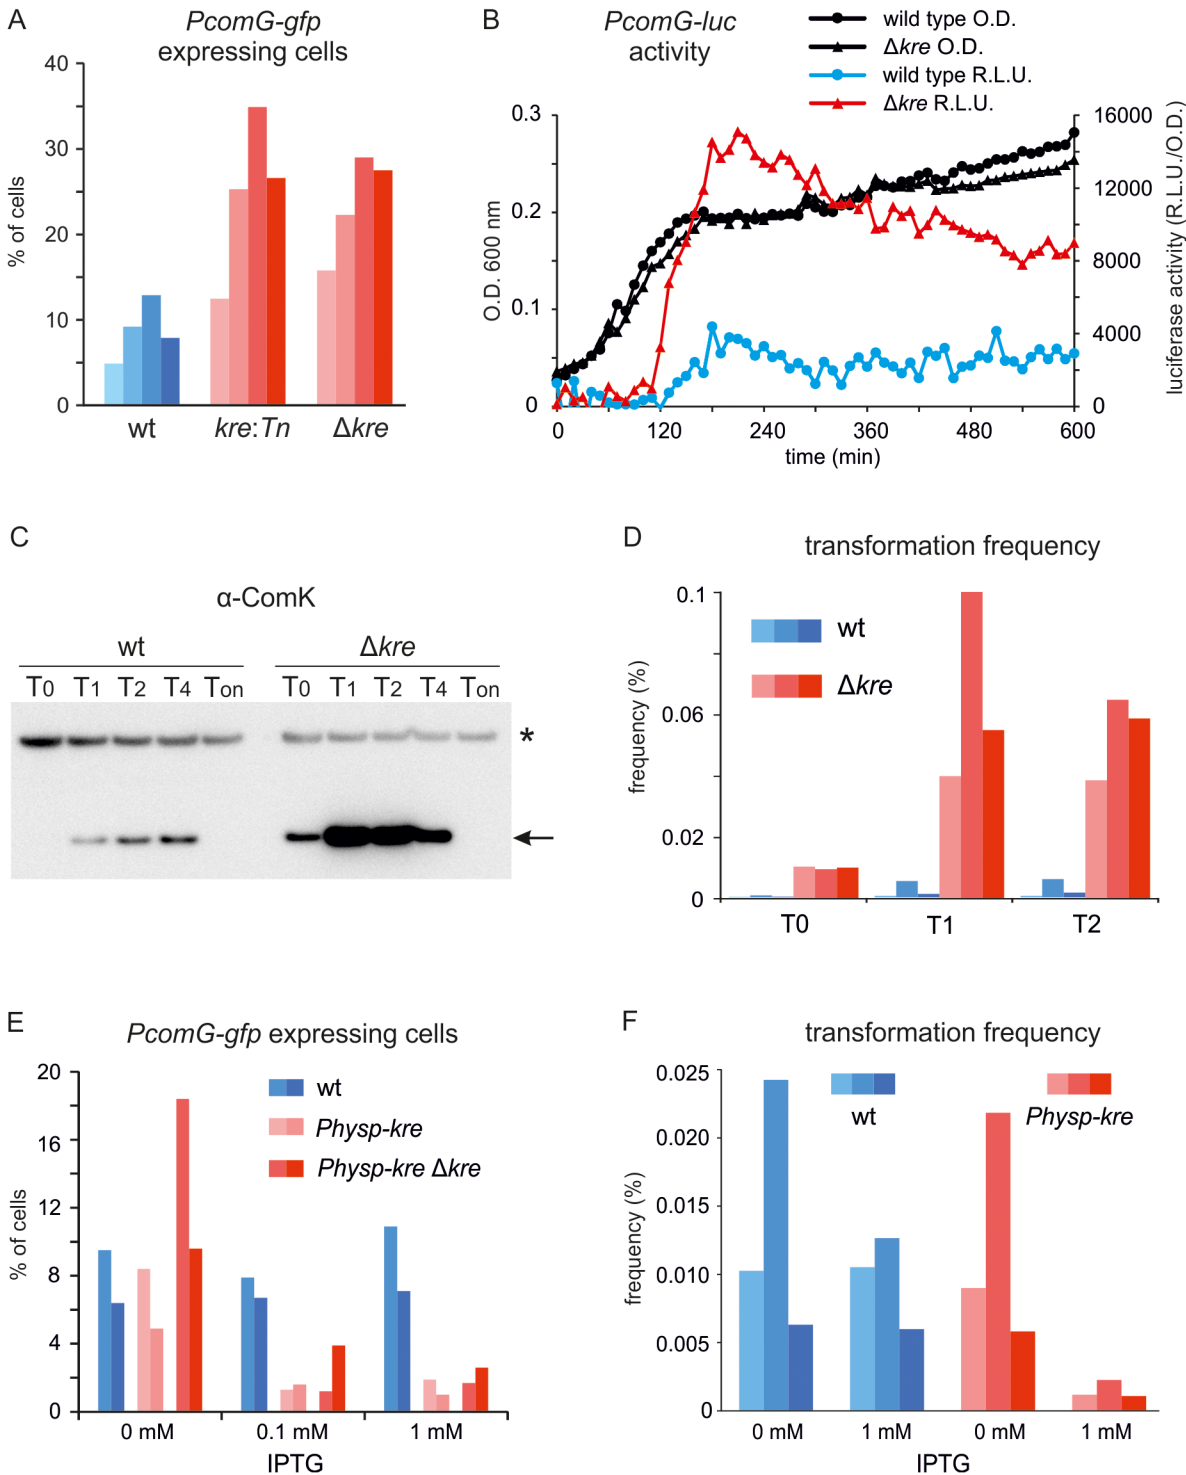 A
PcomG-gfp
expressing cells
40
30
20
10
0
% of cells
wt
kre:Tn
Δkre
B
PcomG-luc
activity
wild type O.D.
Δkre O.D.
wild type R.L.U.
Δkre R.L.U.
0.3
0.2
0.1
0
O.D. 600 nm
16000
12000
8000
4000
0
luciferase activity (R.L.U./O.D.)
0 120 240 360 480 600
time (min)
C
α-ComK
wt Δkre
T0 T1 T2 T4 Ton T0 T1 T2 T4 Ton
*
D
transformation frequency
wt
Δkre
0.1
0.06
0.02
0
frequency (%)
T0 T1 T2
E
PcomG-gfp expressing cells
wt
Physp-kre
Physp-kre Δkre
20
16
12
8
4
0
% of cells
0 mM 0.1 mM 1 mM
IPTG
F
transformation frequency
wt Physp-kre
0.025
0.020
0.015
0.010
0.005
0
frequency (%)
0 mM 1 mM 0 mM 1 mM
IPTG